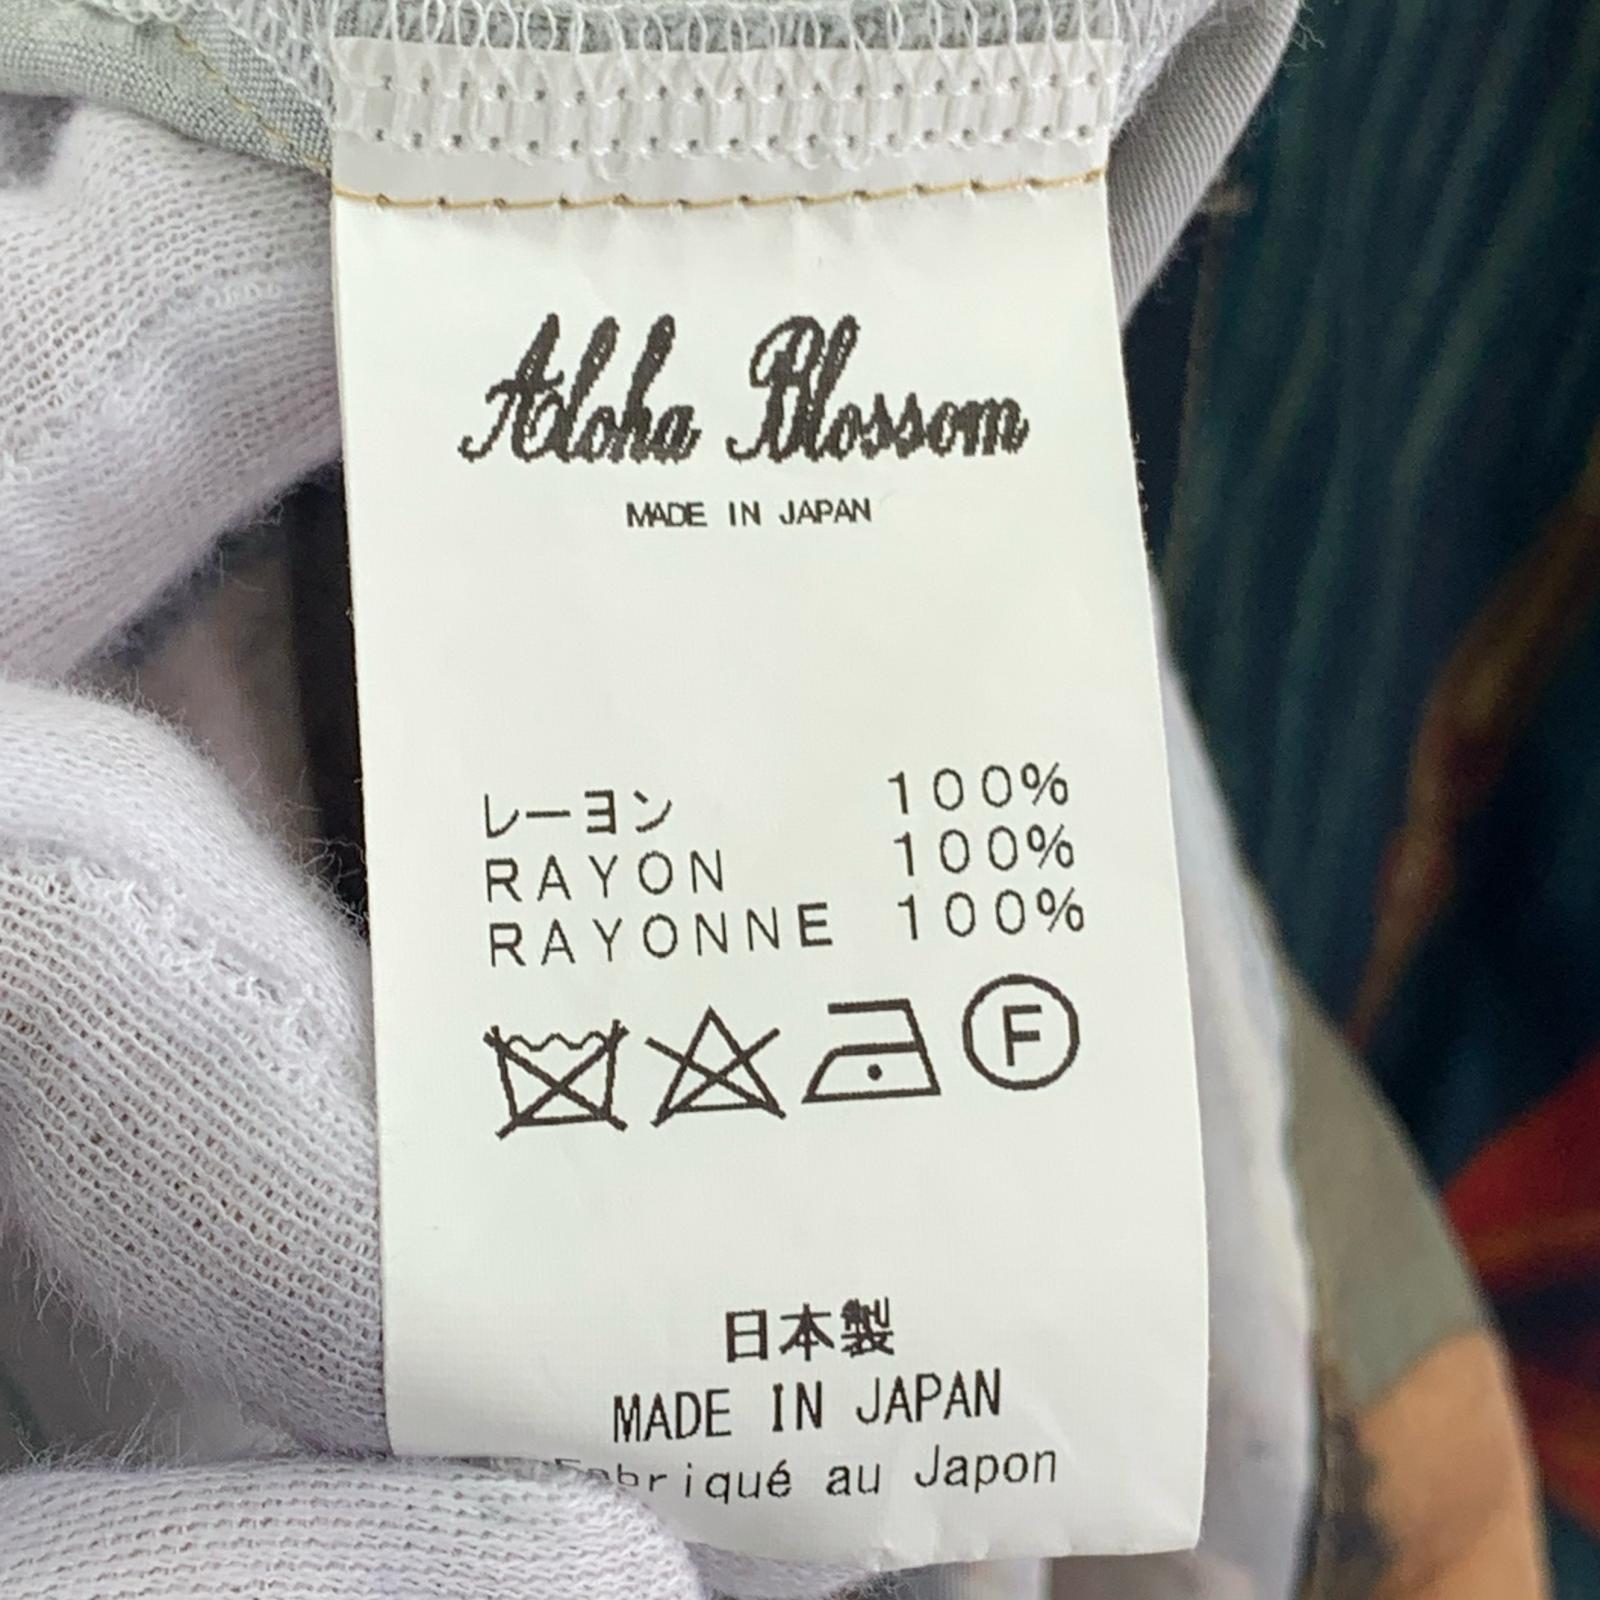 Aloha Blossom
MADE IN JAPAN
レーヨン 100%
RAYON 100%
RAYONNE 100%
F
日本製
MADE IN JAPAN
Fabriqué au Japon